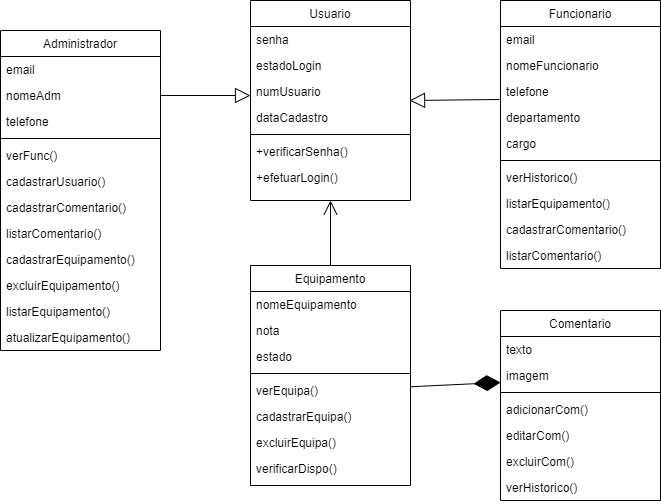 Administrador
email
nomeAdm
telefone
verFunc()
cadastrarUsuario()
cadastrarComentario()
listarComentario()
cadastrarEquipamento()
excluirEquipamento()
listarEquipamento()
atualizarEquipamento()
Usuario
senha
estadoLogin
numUsuario
dataCadastro
+verificarSenha()
+efetuarLogin()
Funcionario
email
nomeFuncionario
telefone
departamento
cargo
verHistorico()
listarEquipamento()
cadastrarComentario()
listarComentario()
Equipamento
nomeEquipamento
nota
estado
verEquipa()
cadastrarEquipa()
excluirEquipa()
verificarDispo()
Comentario
texto
imagem
adicionarCom()
editarCom()
excluirCom()
verHistorico()